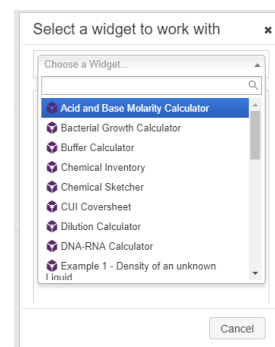 Select a widget to work with ×
Choose a Widget...
Acid and Base Molarity Calculator
Bacterial Growth Calculator
Buffer Calculator
Chemical Inventory
Chemical Sketcher
CUI Coversheet
Dilution Calculator
DNA-RNA Calculator
Example 1 - Density of an unknown
Liquid
Cancel